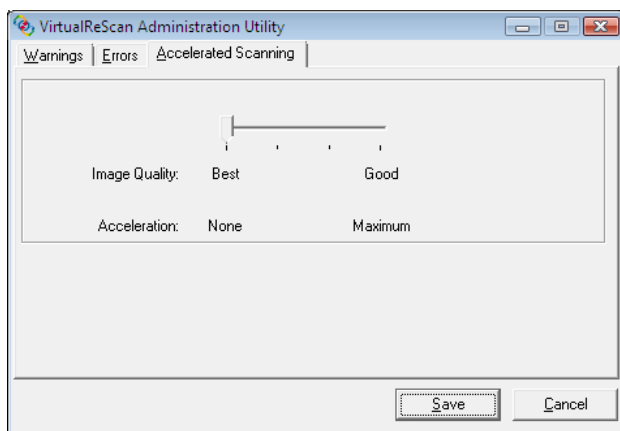 VirtualReScan Administration Utility
Warnings Errors Accelerated Scanning
Image Quality: Best Good
Acceleration: None Maximum
Save Cancel